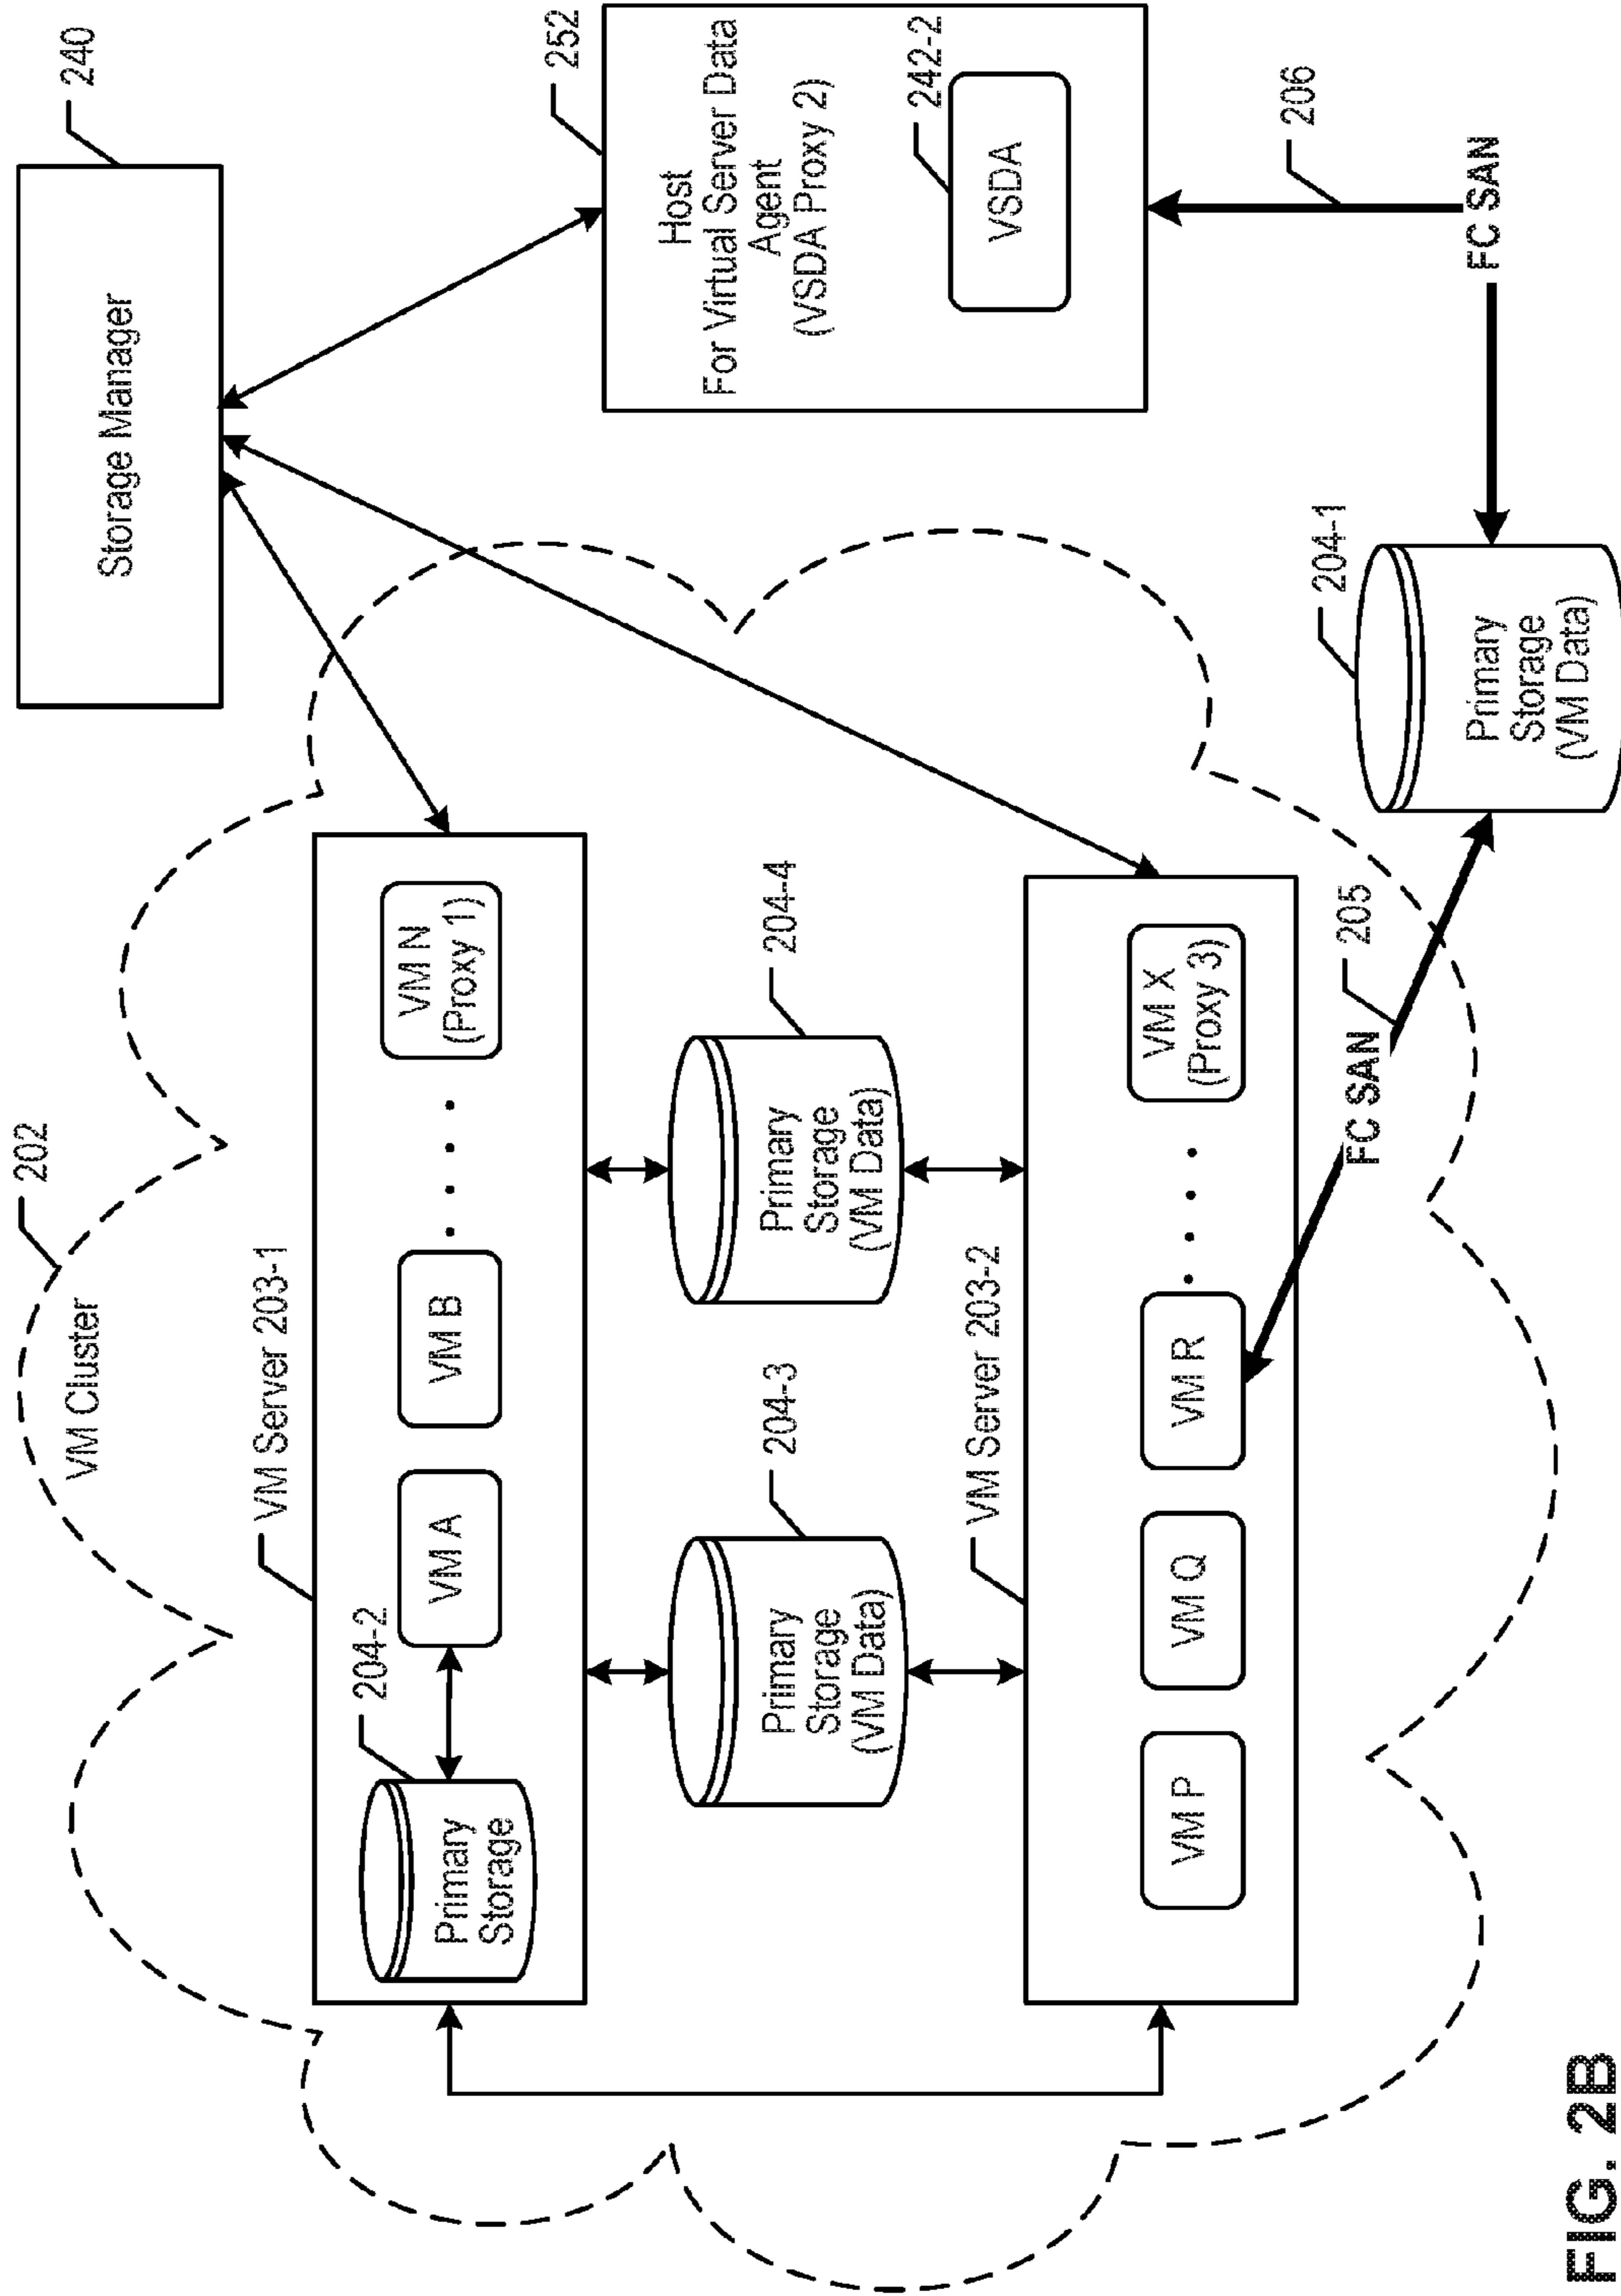 202
VM Cluster
VM Server 203-1
204-2
Primary
Storage
VM A
VM B
VM N
(Proxy 1)
204-3
Primary
Storage
(VM Data)
204-4
Primary
Storage
(VM Data)
VM Server 203-2
VM P
VM Q
VM R
VM X
(Proxy 3)
FC SAN
205
204-1
Primary
Storage
(VM Data)
Storage Manager
240
252
Host
For Virtual Server Data
Agent
(VSDA Proxy 2)
242-2
VSDA
206
FC SAN
FIG. 2B